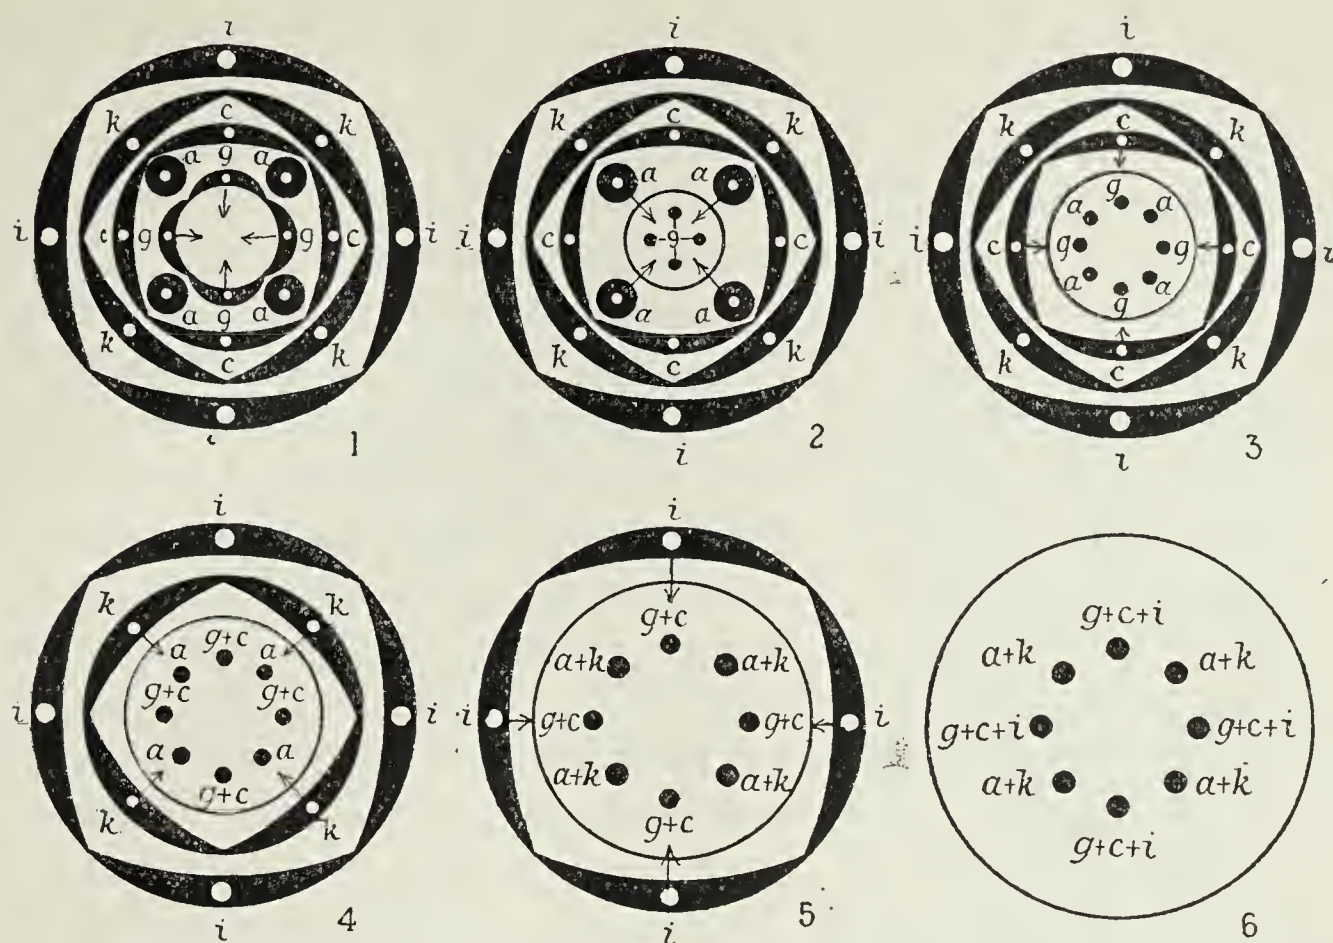 i
k k
c
a g a
i c g g c i
a g a
k k
c
i
1
i
k k
c
a a
i c g c i
a a
k k
c
i
2
i
k k
c
g
a a
i c g g c i
a a
g
k k
c
i
3
i
k k
g+c
a a
g+c g+c
i i
a a
g+c
k k
i
4
i
g+c
a+k a+k
i g+c g+c i
a+k a+k
g+c
i
5
g+c+i
a+k a+k
g+c+i g+c+i
a+k a+k
g+c+i
6